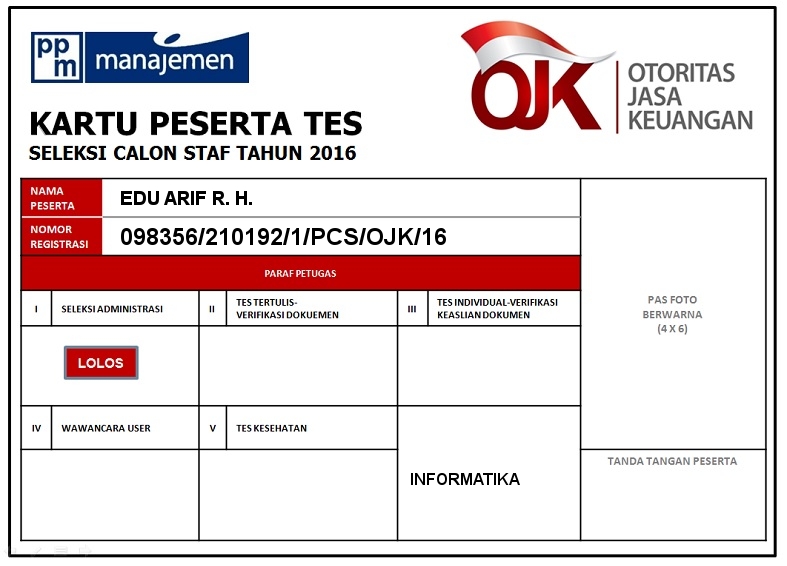 ppm manajemen
OJK OTORITAS
JASA
KEUANGAN
KARTU PESERTA TES
SELEKSI CALON STAF TAHUN 2016
NAMA
PESERTA
EDU ARIF R. H.
NOMOR
REGISTRASI
098356/210192/1/PCS/OJK/16
PARAF PETUGAS
I
SELEKSI ADMINISTRASI
II
TES TERTULIS-
VERIFIKASI DOKUEMEN
III
TES INDIVIDUAL-VERIFIKASI
KEASLIAN DOKUMEN
PAS FOTO
BERWARNA
(4 X 6)
LOLOS
IV
WAWANCARA USER
V
TES KESEHATAN
INFORMATIKA
TANDA TANGAN PESERTA